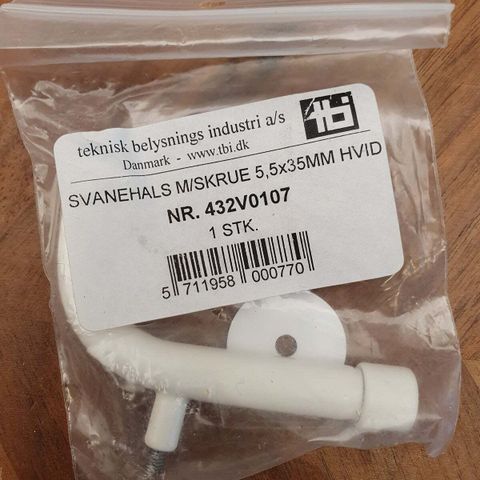 teknisk belysnings industri a/s
Danmark - www.tbi.dk
tbi
SVANEHALS M/SKRUE 5,5x35MM HVID
NR. 432V0107
1 STK.
5 711958 000770